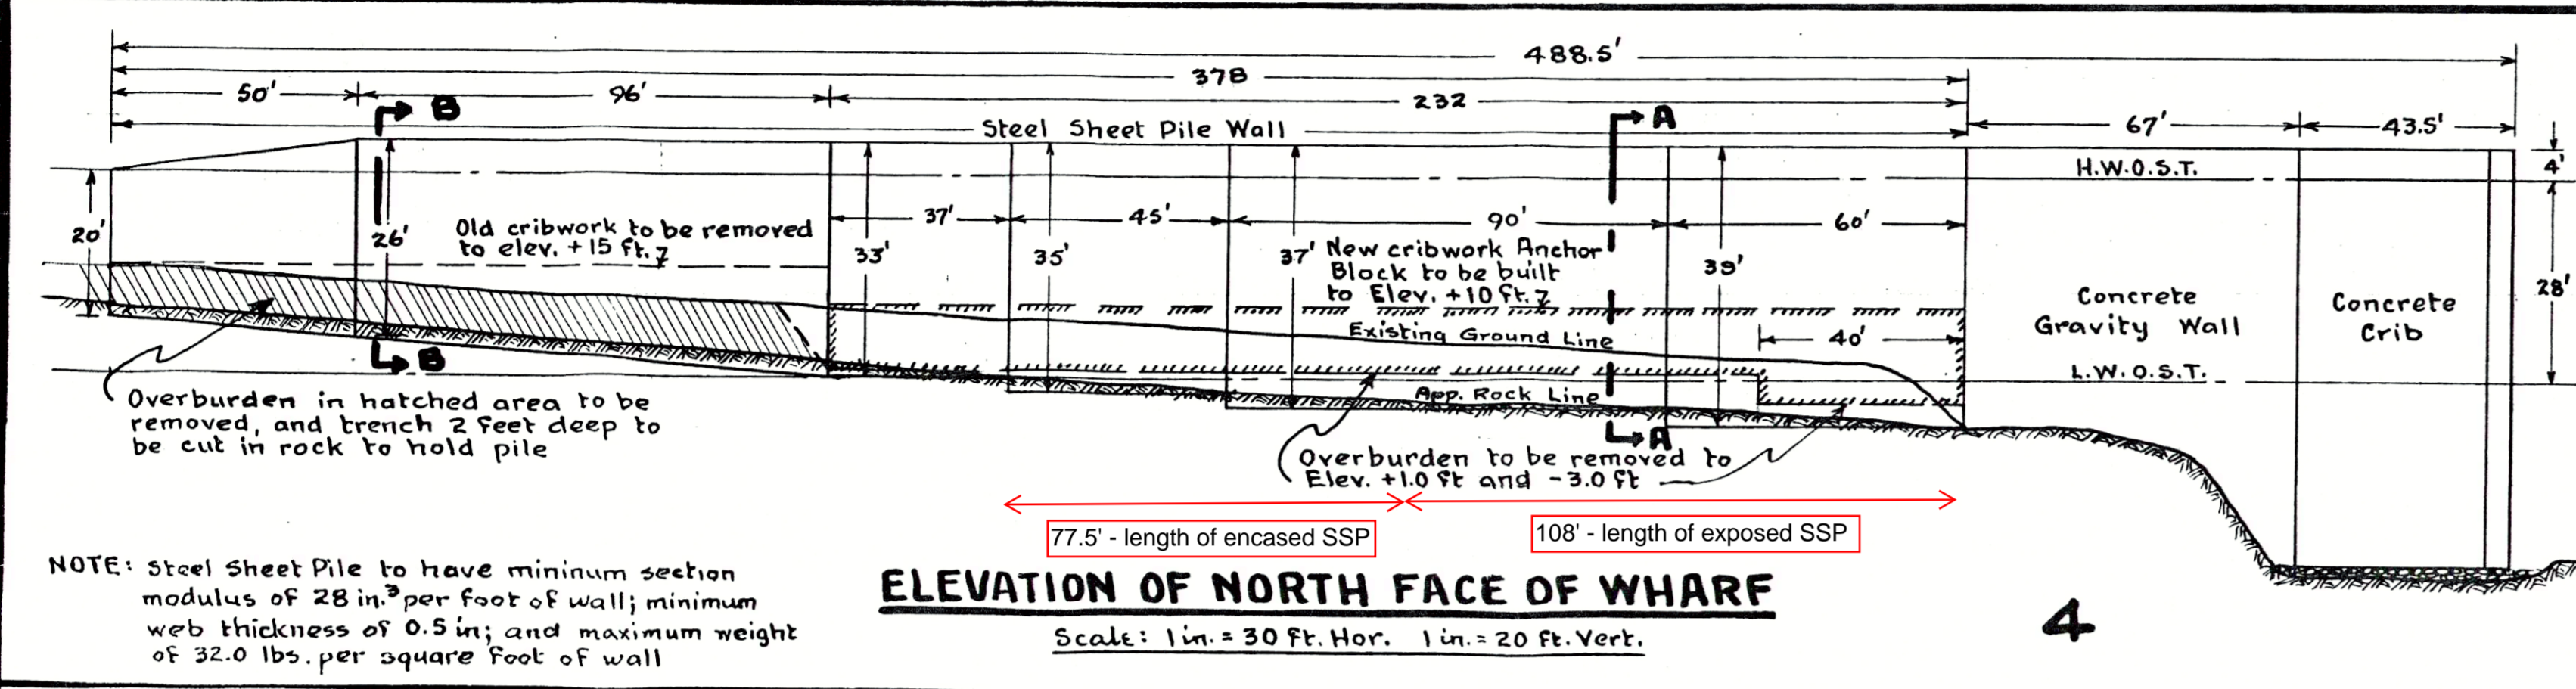 488.5'
378
50'
96'
232
B
A
Steel Sheet Pile Wall
67'
43.5'
4'
H.W.O.S.T.
20'
26'
Old cribwork to be removed
to elev. +15 ft.
37'
45'
90'
60'
33'
35'
37'
New cribwork Anchor
Block to be built
to Elev. +10 ft.
39'
28'
Concrete
Gravity Wall
Concrete
Crib
Existing Ground Line
40'
L.W.O.S.T.
B
App. Rock Line
A
Overburden in hatched area to be
removed, and trench 2 feet deep to
be cut in rock to hold pile
Overburden to be removed to
Elev. +1.0 ft and -3.0 ft
77.5' - length of encased SSP
108' - length of exposed SSP
NOTE: Steel Sheet Pile to have mininum section
modulus of 28 in.³ per foot of wall; minimum
web thickness of 0.5 in; and maximum weight
of 32.0 lbs. per square foot of wall
ELEVATION OF NORTH FACE OF WHARF
Scale: 1 in. = 30 ft. Hor. 1 in. = 20 ft. Vert.
4